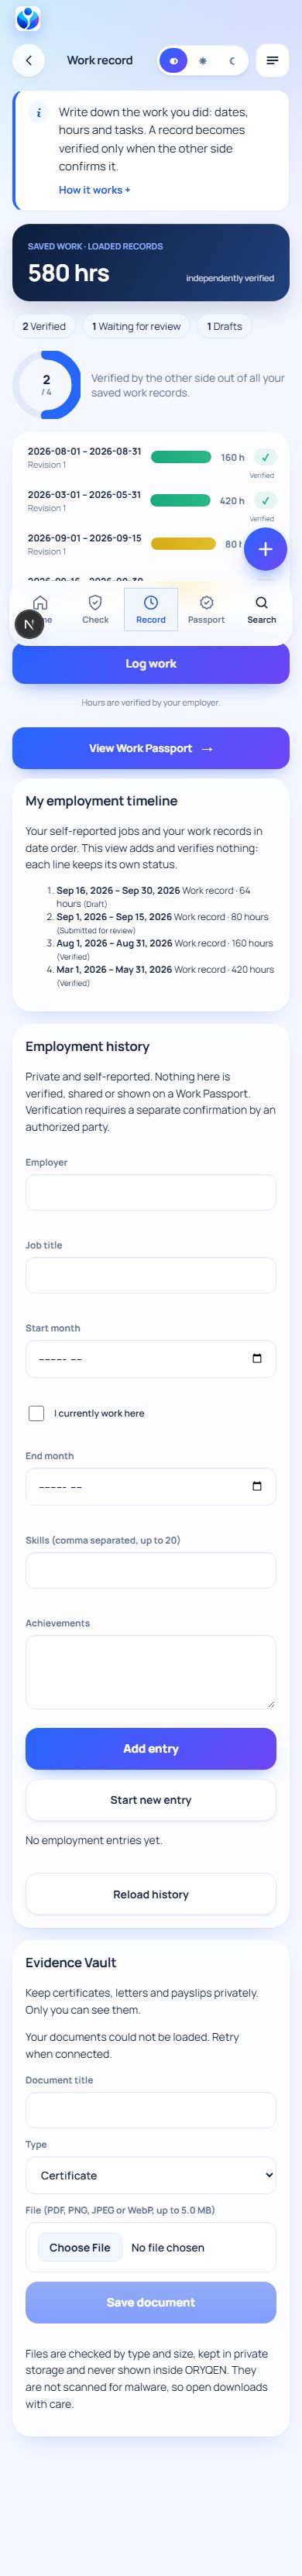 Work record
Write down the work you did: dates,
hours and tasks. A record becomes
verified only when the other side
confirms it.
How it works +
SAVED WORK · LOADED RECORDS
580 hrs
independently verified
2 Verified
1 Waiting for review
1 Drafts
2
/ 4
Verified by the other side out of all your
saved work records.
2026-08-01 – 2026-08-31
160 h
Revision 1
Verified
2026-03-01 – 2026-05-31
420 h
Revision 1
Verified
2026-09-01 – 2026-09-15
80 h
Revision 1
N
Check
Record
Passport
Search
Log work
Hours are verified by your employer.
View Work Passport →
My employment timeline
Your self-reported jobs and your work records in
date order. This view adds and verifies nothing:
each line keeps its own status.
1. Sep 16, 2026 – Sep 30, 2026 Work record · 64
hours (Draft)
2. Sep 1, 2026 – Sep 15, 2026 Work record · 80 hours
(Submitted for review)
3. Aug 1, 2026 – Aug 31, 2026 Work record · 160 hours
(Verified)
4. Mar 1, 2026 – May 31, 2026 Work record · 420 hours
(Verified)
Employment history
Private and self-reported. Nothing here is
verified, shared or shown on a Work Passport.
Verification requires a separate confirmation by an
authorized party.
Employer
Job title
Start month
I currently work here
End month
Skills (comma separated, up to 20)
Achievements
Add entry
Start new entry
No employment entries yet.
Reload history
Evidence Vault
Keep certificates, letters and payslips privately.
Only you can see them.
Your documents could not be loaded. Retry
when connected.
Document title
Type
Certificate
File (PDF, PNG, JPEG or WebP, up to 5.0 MB)
Choose File No file chosen
Save document
Files are checked by type and size, kept in private
storage and never shown inside ORYQEN. They
are not scanned for malware, so open downloads
with care.